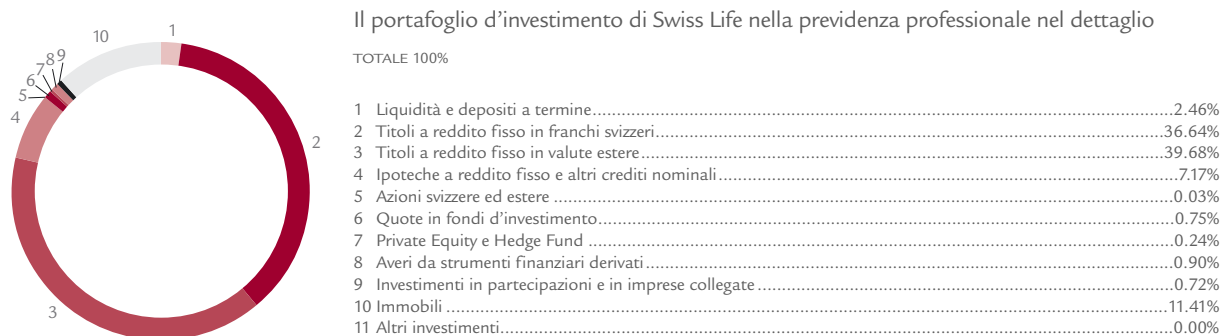 Il portafoglio d’investimento di Swiss Life nella previdenza professionale nel dettaglio
TOTALE 100%
1 Liquidità e depositi a termine 2.46%
2 Titoli a reddito fisso in franchi svizzeri 36.64%
3 Titoli a reddito fisso in valute estere 39.68%
4 Ipoteche a reddito fisso e altri crediti nominali 7.17%
5 Azioni svizzere ed estere 0.03%
6 Quote in fondi d’investimento 0.75%
7 Private Equity e Hedge Fund 0.24%
8 Averi da strumenti finanziari derivati 0.90%
9 Investimenti in partecipazioni e in imprese collegate 0.72%
10 Immobili 11.41%
11 Altri investimenti 0.00%
1
2
3
4
5
6
7
8
9
10